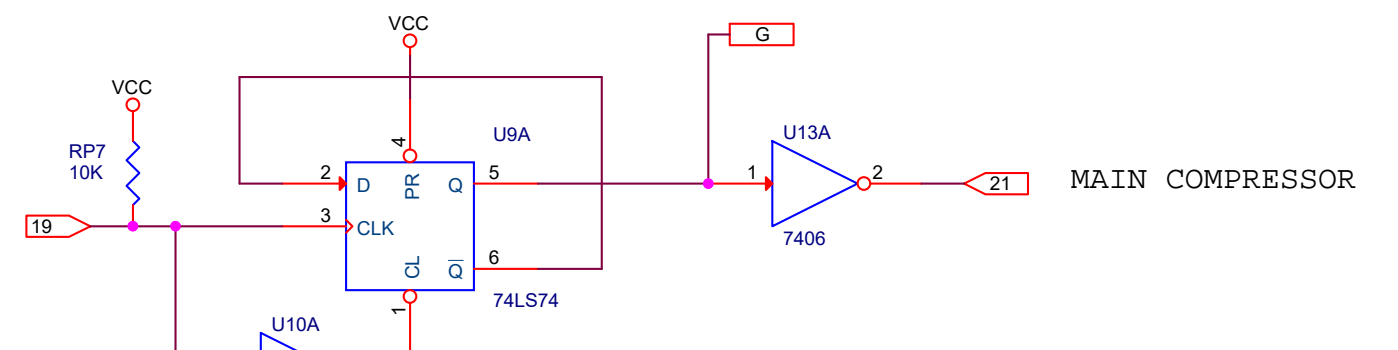 VCC
G
VCC
RP7
10K
4
U9A
U13A
2
D
PR
Q
5
1
2
21
MAIN COMPRESSOR
19
3
CLK
7406
CL
Q̅
6
1
74LS74
U10A